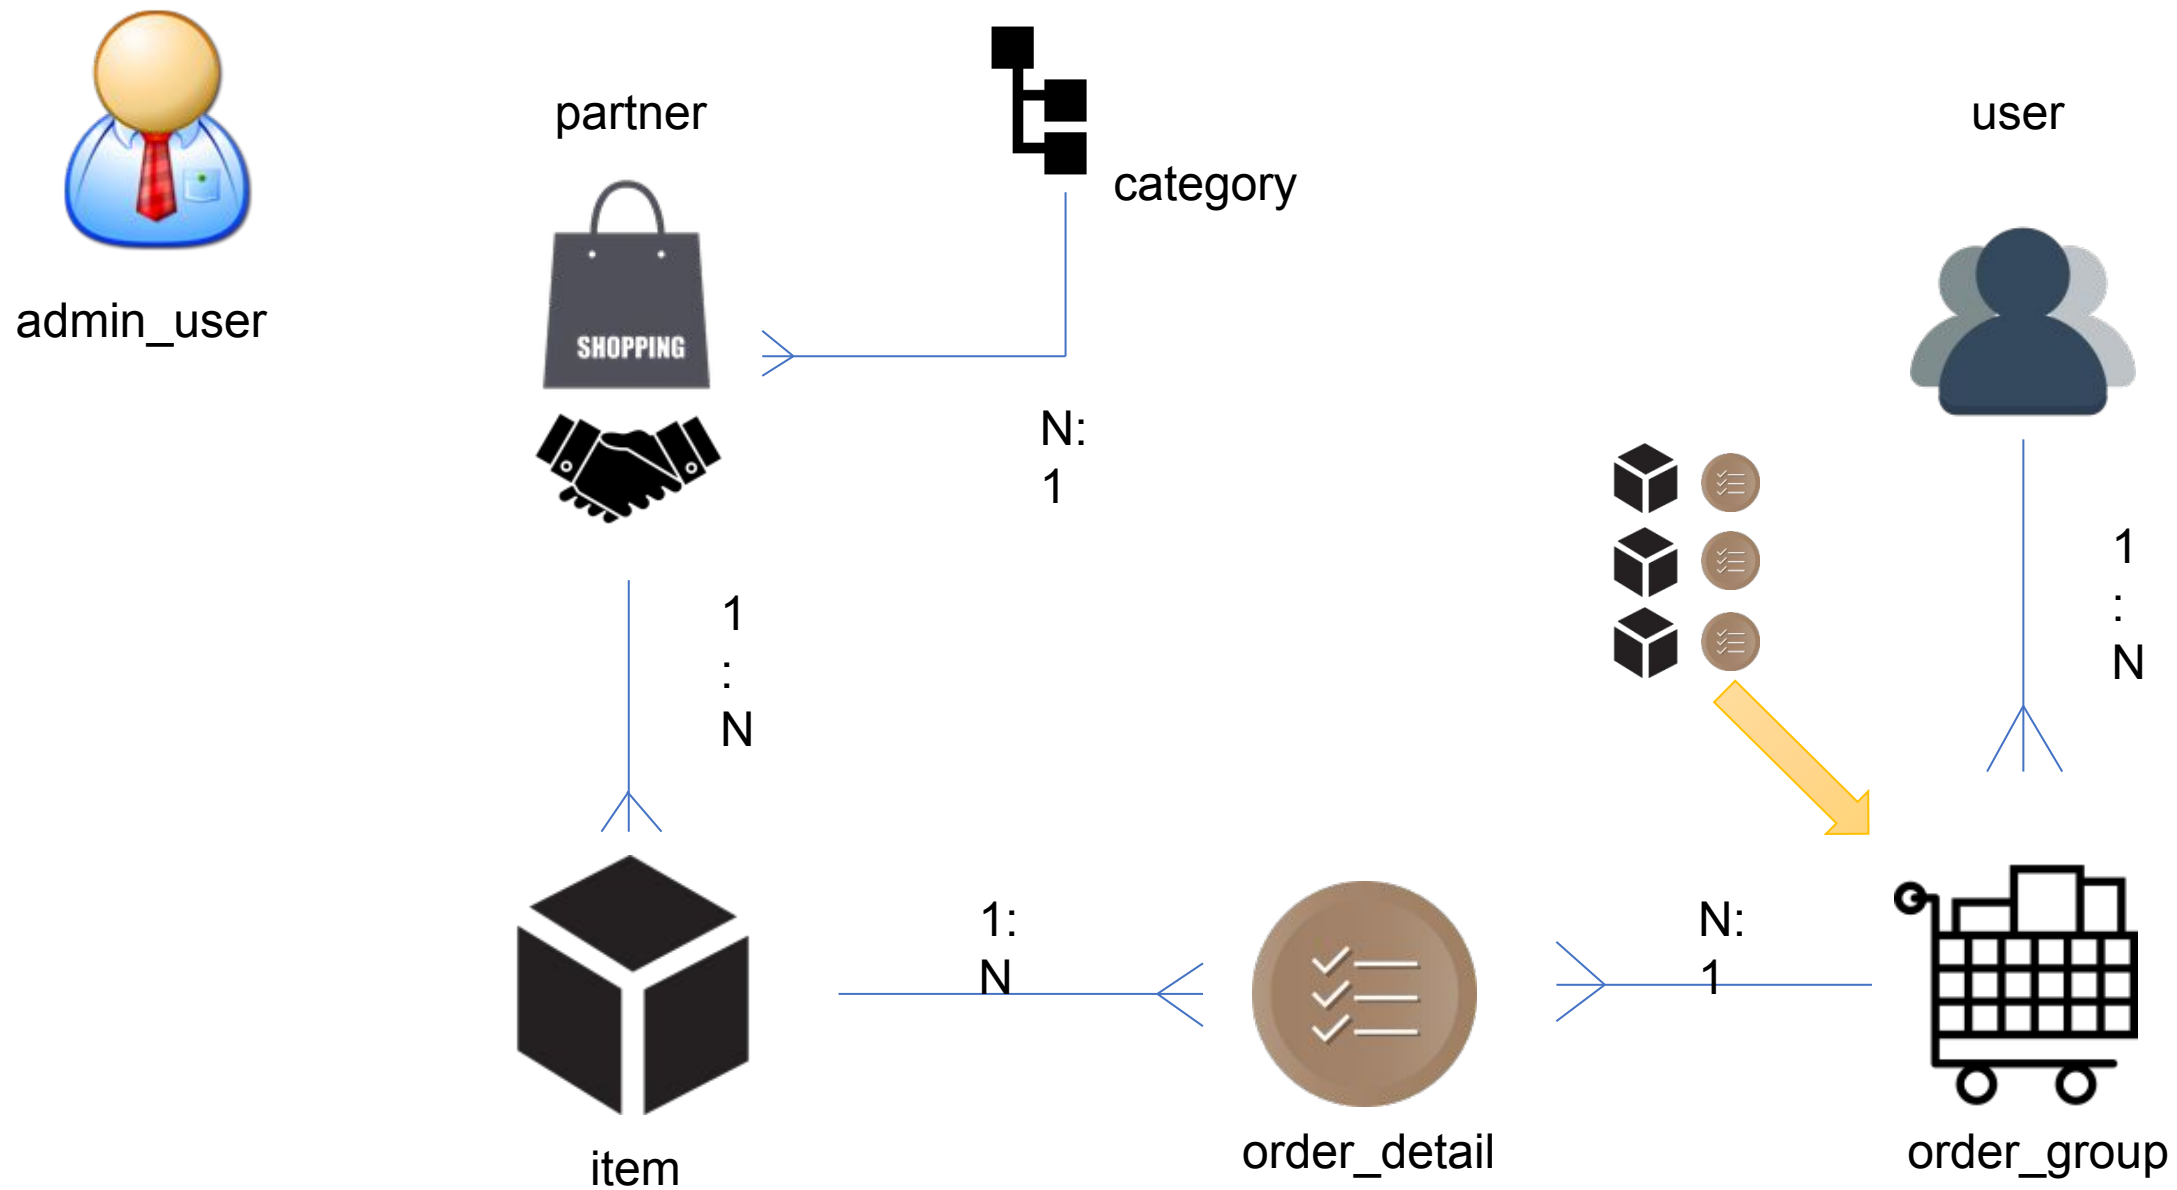 partner
user
category
SHOPPING
admin_user
N:
1
1
:
N
1
:
N
1:
N
N:
1
item
order_detail
order_group